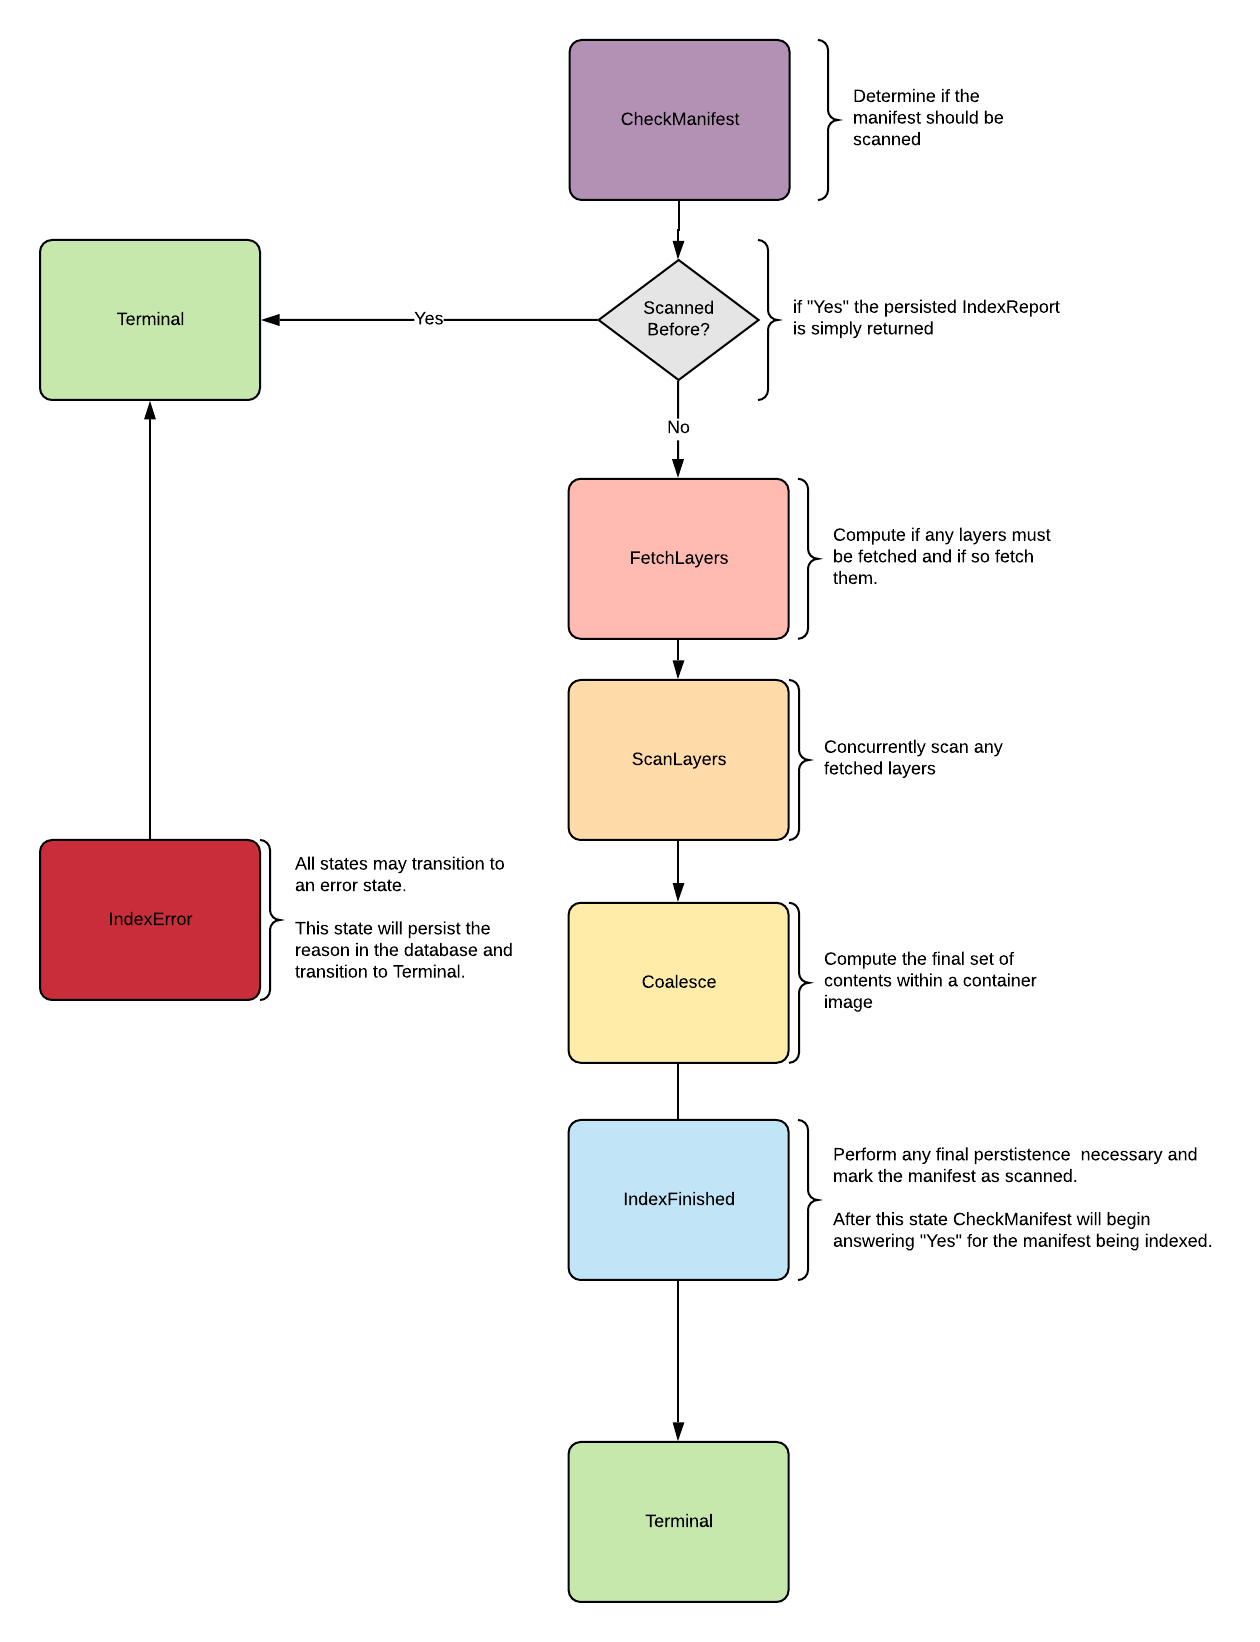 CheckManifest
Determine if the
manifest should be
scanned
Terminal
Yes
Scanned
Before?
if "Yes" the persisted IndexReport
is simply returned
No
FetchLayers
Compute if any layers must
be fetched and if so fetch
them.
ScanLayers
Concurrently scan any
fetched layers
IndexError
All states may transition to
an error state.
This state will persist the
reason in the database and
transition to Terminal.
Coalesce
Compute the final set of
contents within a container
image
IndexFinished
Perform any final perstistence  necessary and
mark the manifest as scanned.
After this state CheckManifest will begin
answering "Yes" for the manifest being indexed.
Terminal